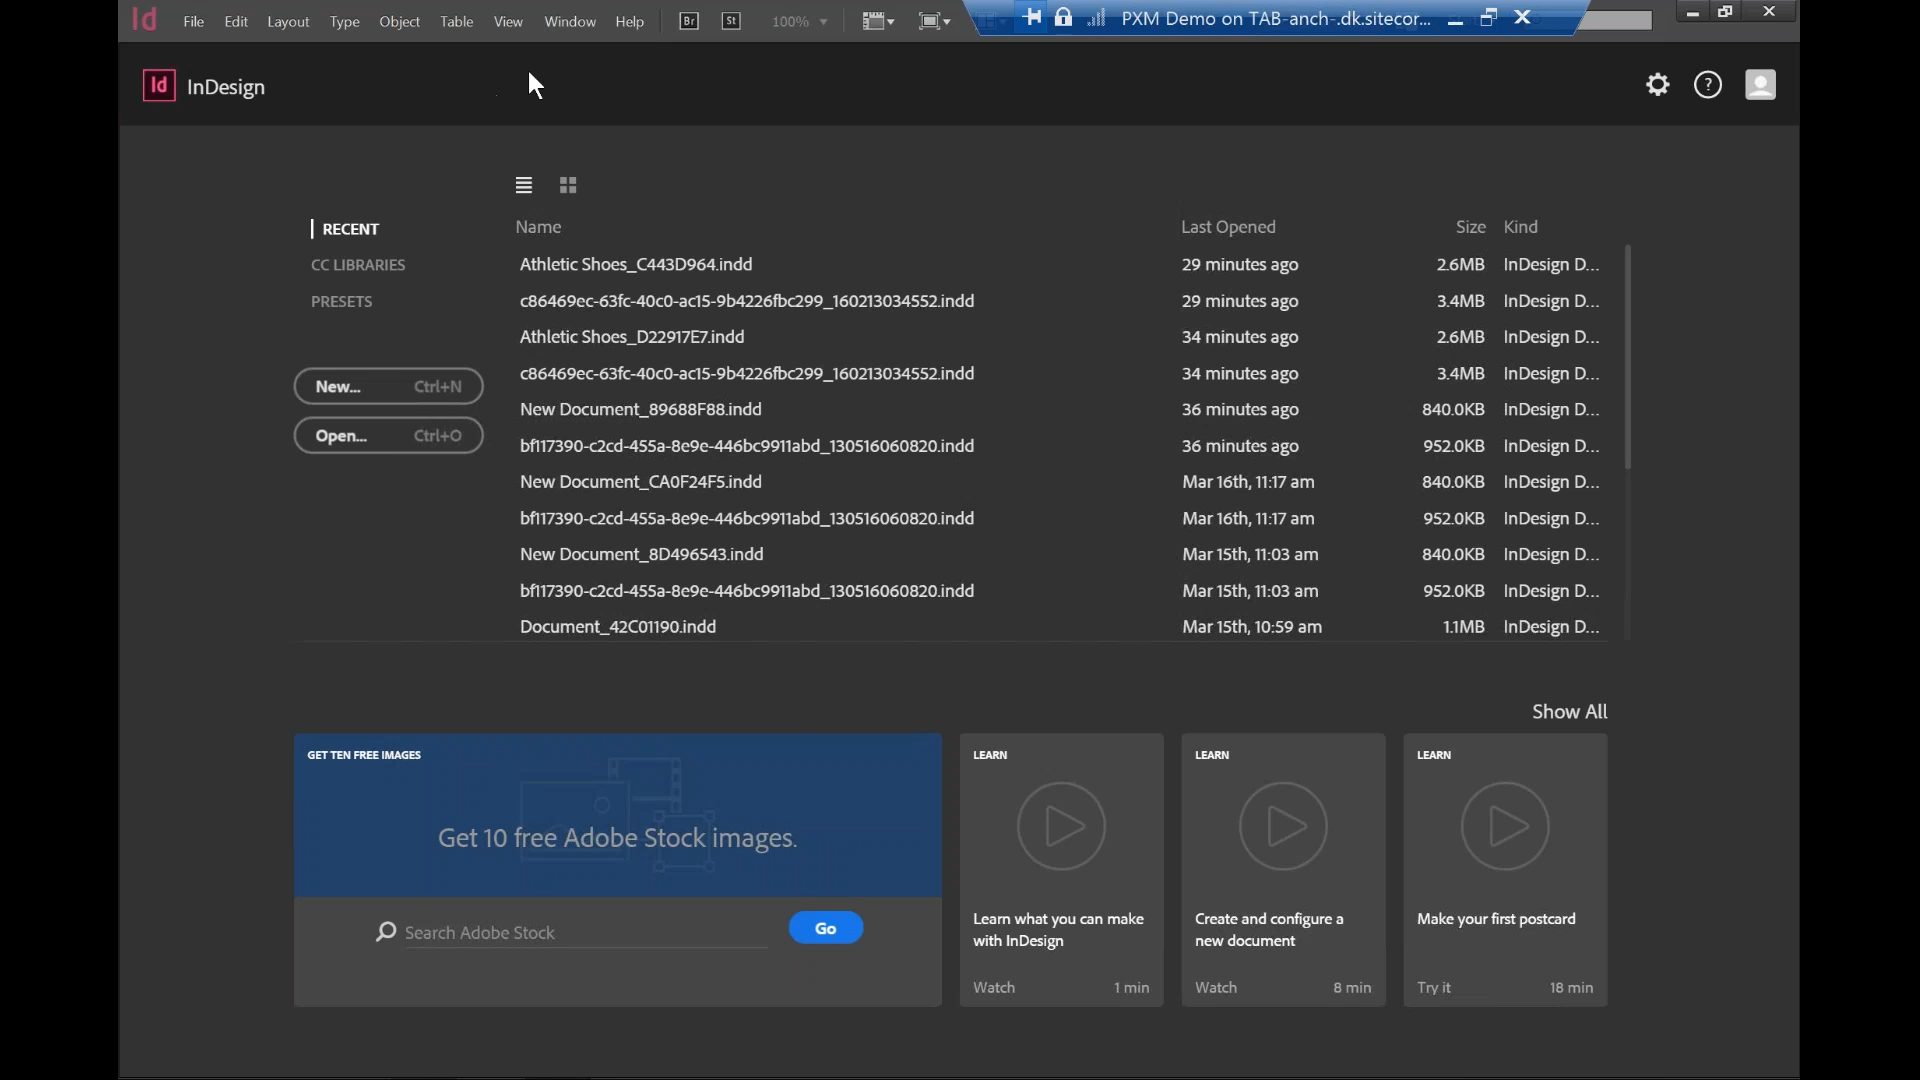 Id File Edit Layout Type Object Table View Window Help Br St 100% PXM Demo on TAB-anch-.dk.sitecor...
Id InDesign ?
RECENT
CC LIBRARIES
PRESETS
New... Ctrl+N
Open... Ctrl+O
Name Last Opened Size Kind
Athletic Shoes_C443D964.indd 29 minutes ago 2.6MB InDesign D...
c86469ec-63fc-40c0-ac15-9b4226fbc299_160213034552.indd 29 minutes ago 3.4MB InDesign D...
Athletic Shoes_D22917E7.indd 34 minutes ago 2.6MB InDesign D...
c86469ec-63fc-40c0-ac15-9b4226fbc299_160213034552.indd 34 minutes ago 3.4MB InDesign D...
New Document_89688F88.indd 36 minutes ago 840.0KB InDesign D...
bf117390-c2cd-455a-8e9e-446bc9911abd_130516060820.indd 36 minutes ago 952.0KB InDesign D...
New Document_CA0F24F5.indd Mar 16th, 11:17 am 840.0KB InDesign D...
bf117390-c2cd-455a-8e9e-446bc9911abd_130516060820.indd Mar 16th, 11:17 am 952.0KB InDesign D...
New Document_8D496543.indd Mar 15th, 11:03 am 840.0KB InDesign D...
bf117390-c2cd-455a-8e9e-446bc9911abd_130516060820.indd Mar 15th, 11:03 am 952.0KB InDesign D...
Document_42C01190.indd Mar 15th, 10:59 am 1.1MB InDesign D...
Show All
GET TEN FREE IMAGES
Get 10 free Adobe Stock images.
Search Adobe Stock Go
LEARN
Learn what you can make
with InDesign
Watch 1 min
LEARN
Create and configure a
new document
Watch 8 min
LEARN
Make your first postcard
Try it 18 min